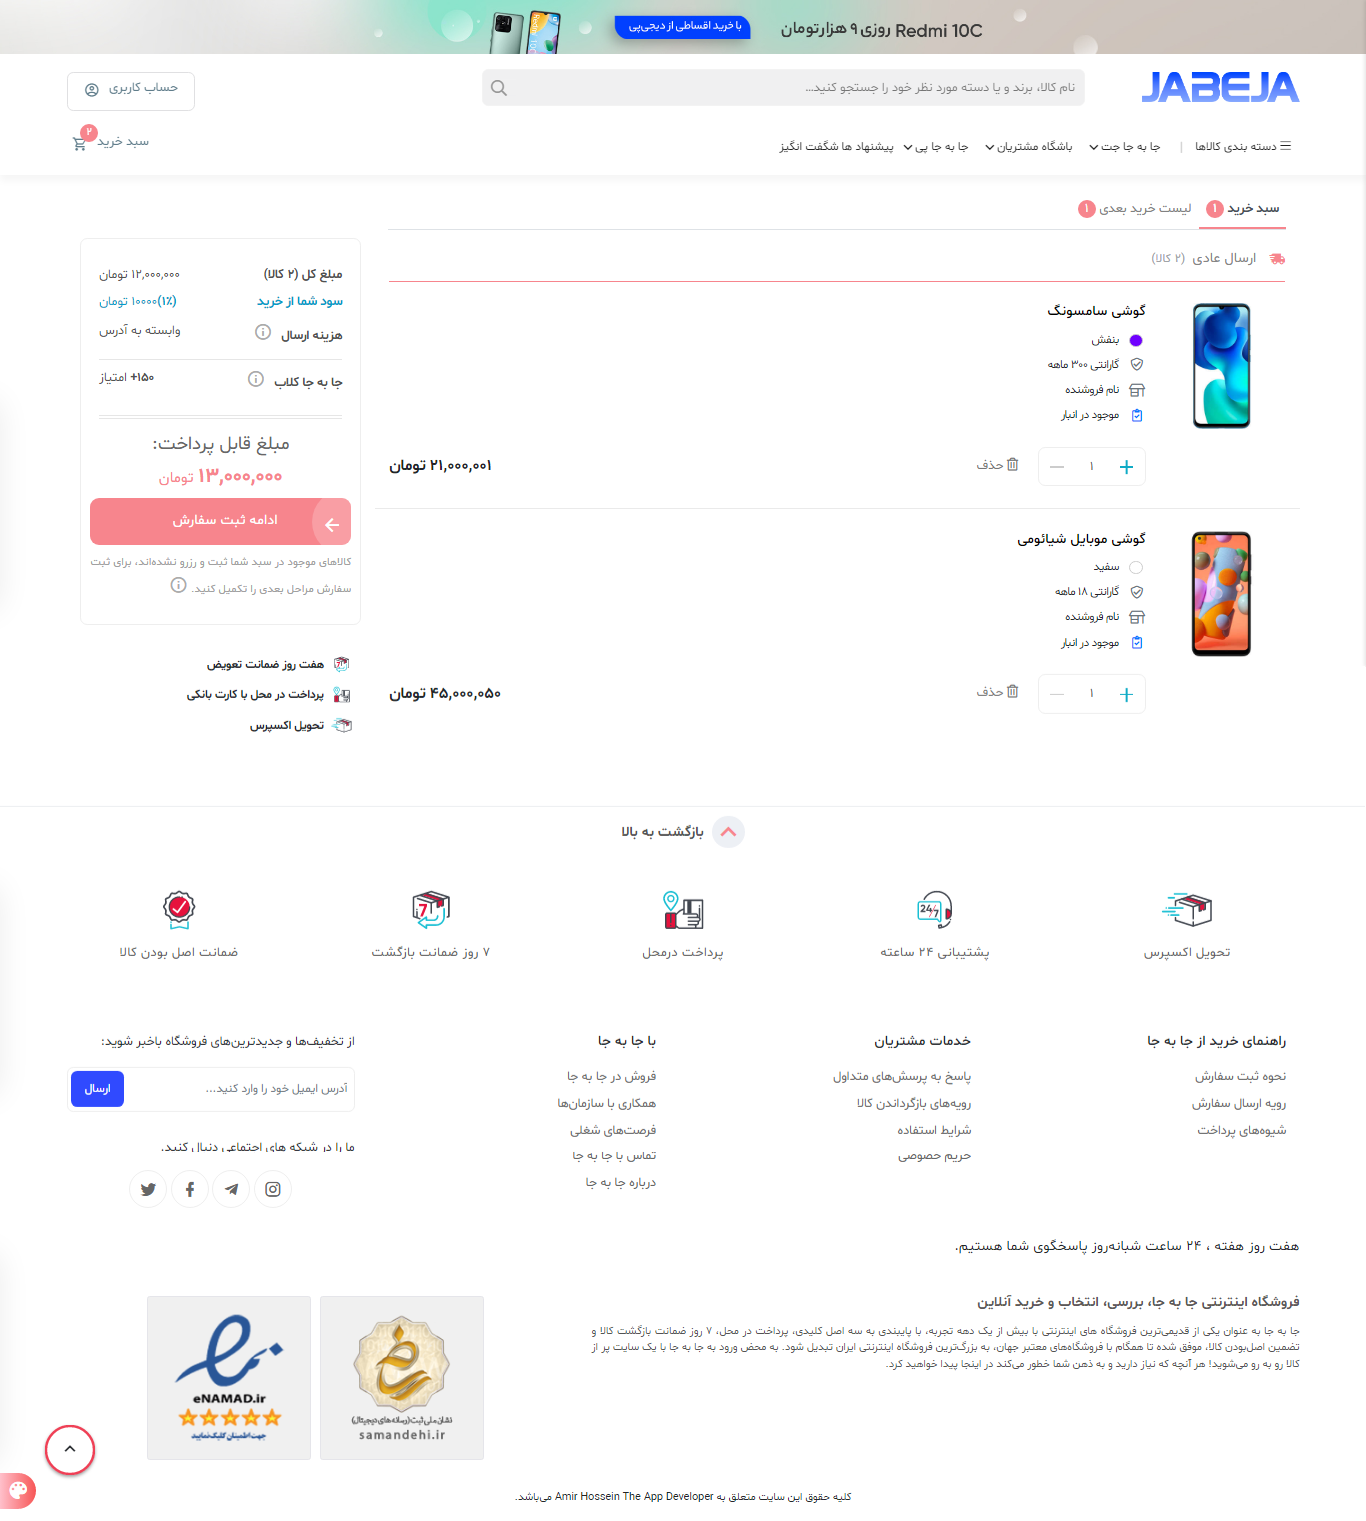 Redmi 10C روزی ۹ هزارتومان
با خرید اقساطی از دیجی‌پی
JABEJA
نام کالا، برند و یا دسته مورد نظر خود را جستجو کنید...
حساب کاربری
دسته بندی کالاها | جا به جا جت باشگاه مشتریان جا به جا پی پیشنهاد ها شگفت انگیز
سبد خرید ۲
سبد خرید ۱ لیست خرید بعدی ۱
ارسال عادی (۲ کالا)
گوشی سامسونگ
بنفش
گارانتی ۳۰۰ ماهه
نام فروشنده
موجود در انبار
۱ حذف
۲۱,۰۰۰,۰۰۱ تومان
گوشی موبایل شیائومی
سفید
گارانتی ۱۸ ماهه
نام فروشنده
موجود در انبار
۱ حذف
۴۵,۰۰۰,۰۵۰ تومان
مبلغ کل (۲ کالا) ۱۲,۰۰۰,۰۰۰ تومان
سود شما از خرید (۱٪)۱۰۰۰۰ تومان
هزینه ارسال وابسته به آدرس
جا به جا کلاب ۱۵۰+ امتیاز
مبلغ قابل پرداخت:
۱۳,۰۰۰,۰۰۰ تومان
ادامه ثبت سفارش
کالاهای موجود در سبد شما ثبت و رزرو نشده‌اند، برای ثبت
سفارش مراحل بعدی را تکمیل کنید.
هفت روز ضمانت تعویض
پرداخت در محل با کارت بانکی
تحویل اکسپرس
بازگشت به بالا
24/7
7
تحویل اکسپرس
پشتیبانی ۲۴ ساعته
پرداخت درمحل
۷ روز ضمانت بازگشت
ضمانت اصل بودن کالا
راهنمای خرید از جا به جا
نحوه ثبت سفارش
رویه ارسال سفارش
شیوه‌های پرداخت
خدمات مشتریان
پاسخ به پرسش‌های متداول
رویه‌های بازگرداندن کالا
شرایط استفاده
حریم خصوصی
با جا به جا
فروش در جا به جا
همکاری با سازمان‌ها
فرصت‌های شغلی
تماس با جا به جا
درباره جا به جا
از تخفیف‌ها و جدیدترین‌های فروشگاه باخبر شوید:
آدرس ایمیل خود را وارد کنید...
ارسال
ما را در شبکه های اجتماعی دنبال کنید.
هفت روز هفته ، ۲۴ ساعت شبانه‌روز پاسخگوی شما هستیم.
فروشگاه اینترنتی جا به جا، بررسی، انتخاب و خرید آنلاین
جا به جا به عنوان یکی از قدیمی‌ترین فروشگاه های اینترنتی با بیش از یک دهه تجربه، با پایبندی به سه اصل کلیدی، پرداخت در محل، ۷ روز ضمانت بازگشت کالا و
تضمین اصل‌بودن کالا، موفق شده تا همگام با فروشگاه‌های معتبر جهان، به بزرگ‌ترین فروشگاه اینترنتی ایران تبدیل شود. به محض ورود به جا به جا با یک سایت پر از
کالا رو به رو می‌شوید! هر آنچه که نیاز دارید و به ذهن شما خطور می‌کند در اینجا پیدا خواهید کرد.
نشان ملی ثبت(رسانه‌های دیجیتال)
samandehi.ir
eNAMAD.ir
جهت اطمینان کلیک نمایید
کلیه حقوق این سایت متعلق به Amir Hossein The App Developer می‌باشد.